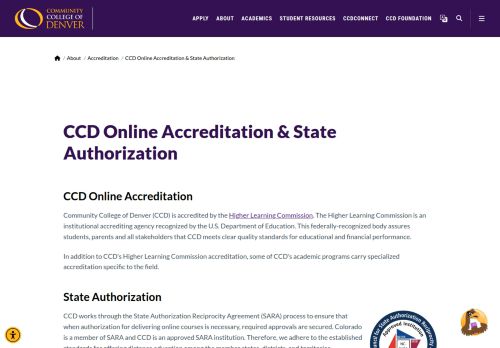 COMMUNITY
COLLEGE OF
DENVER
APPLY ABOUT ACADEMICS STUDENT RESOURCES CCDCONNECT CCD FOUNDATION
/ About / Accreditation / CCD Online Accreditation & State Authorization
CCD Online Accreditation & State
Authorization
CCD Online Accreditation
Community College of Denver (CCD) is accredited by the Higher Learning Commission. The Higher Learning Commission is an
institutional accrediting agency recognized by the U.S. Department of Education. This federally-recognized body assures
students, parents and all stakeholders that CCD meets clear quality standards for educational and financial performance.
In addition to CCD's Higher Learning Commission accreditation, some of CCD's academic programs carry specialized
accreditation specific to the field.
State Authorization
CCD works through the State Authorization Reciprocity Agreement (SARA) process to ensure that
when authorization for delivering online courses is necessary, required approvals are secured. Colorado
is a member of SARA and CCD is an approved SARA institution. Therefore, we adhere to the established
for State Authorization
Approved Institution
NC